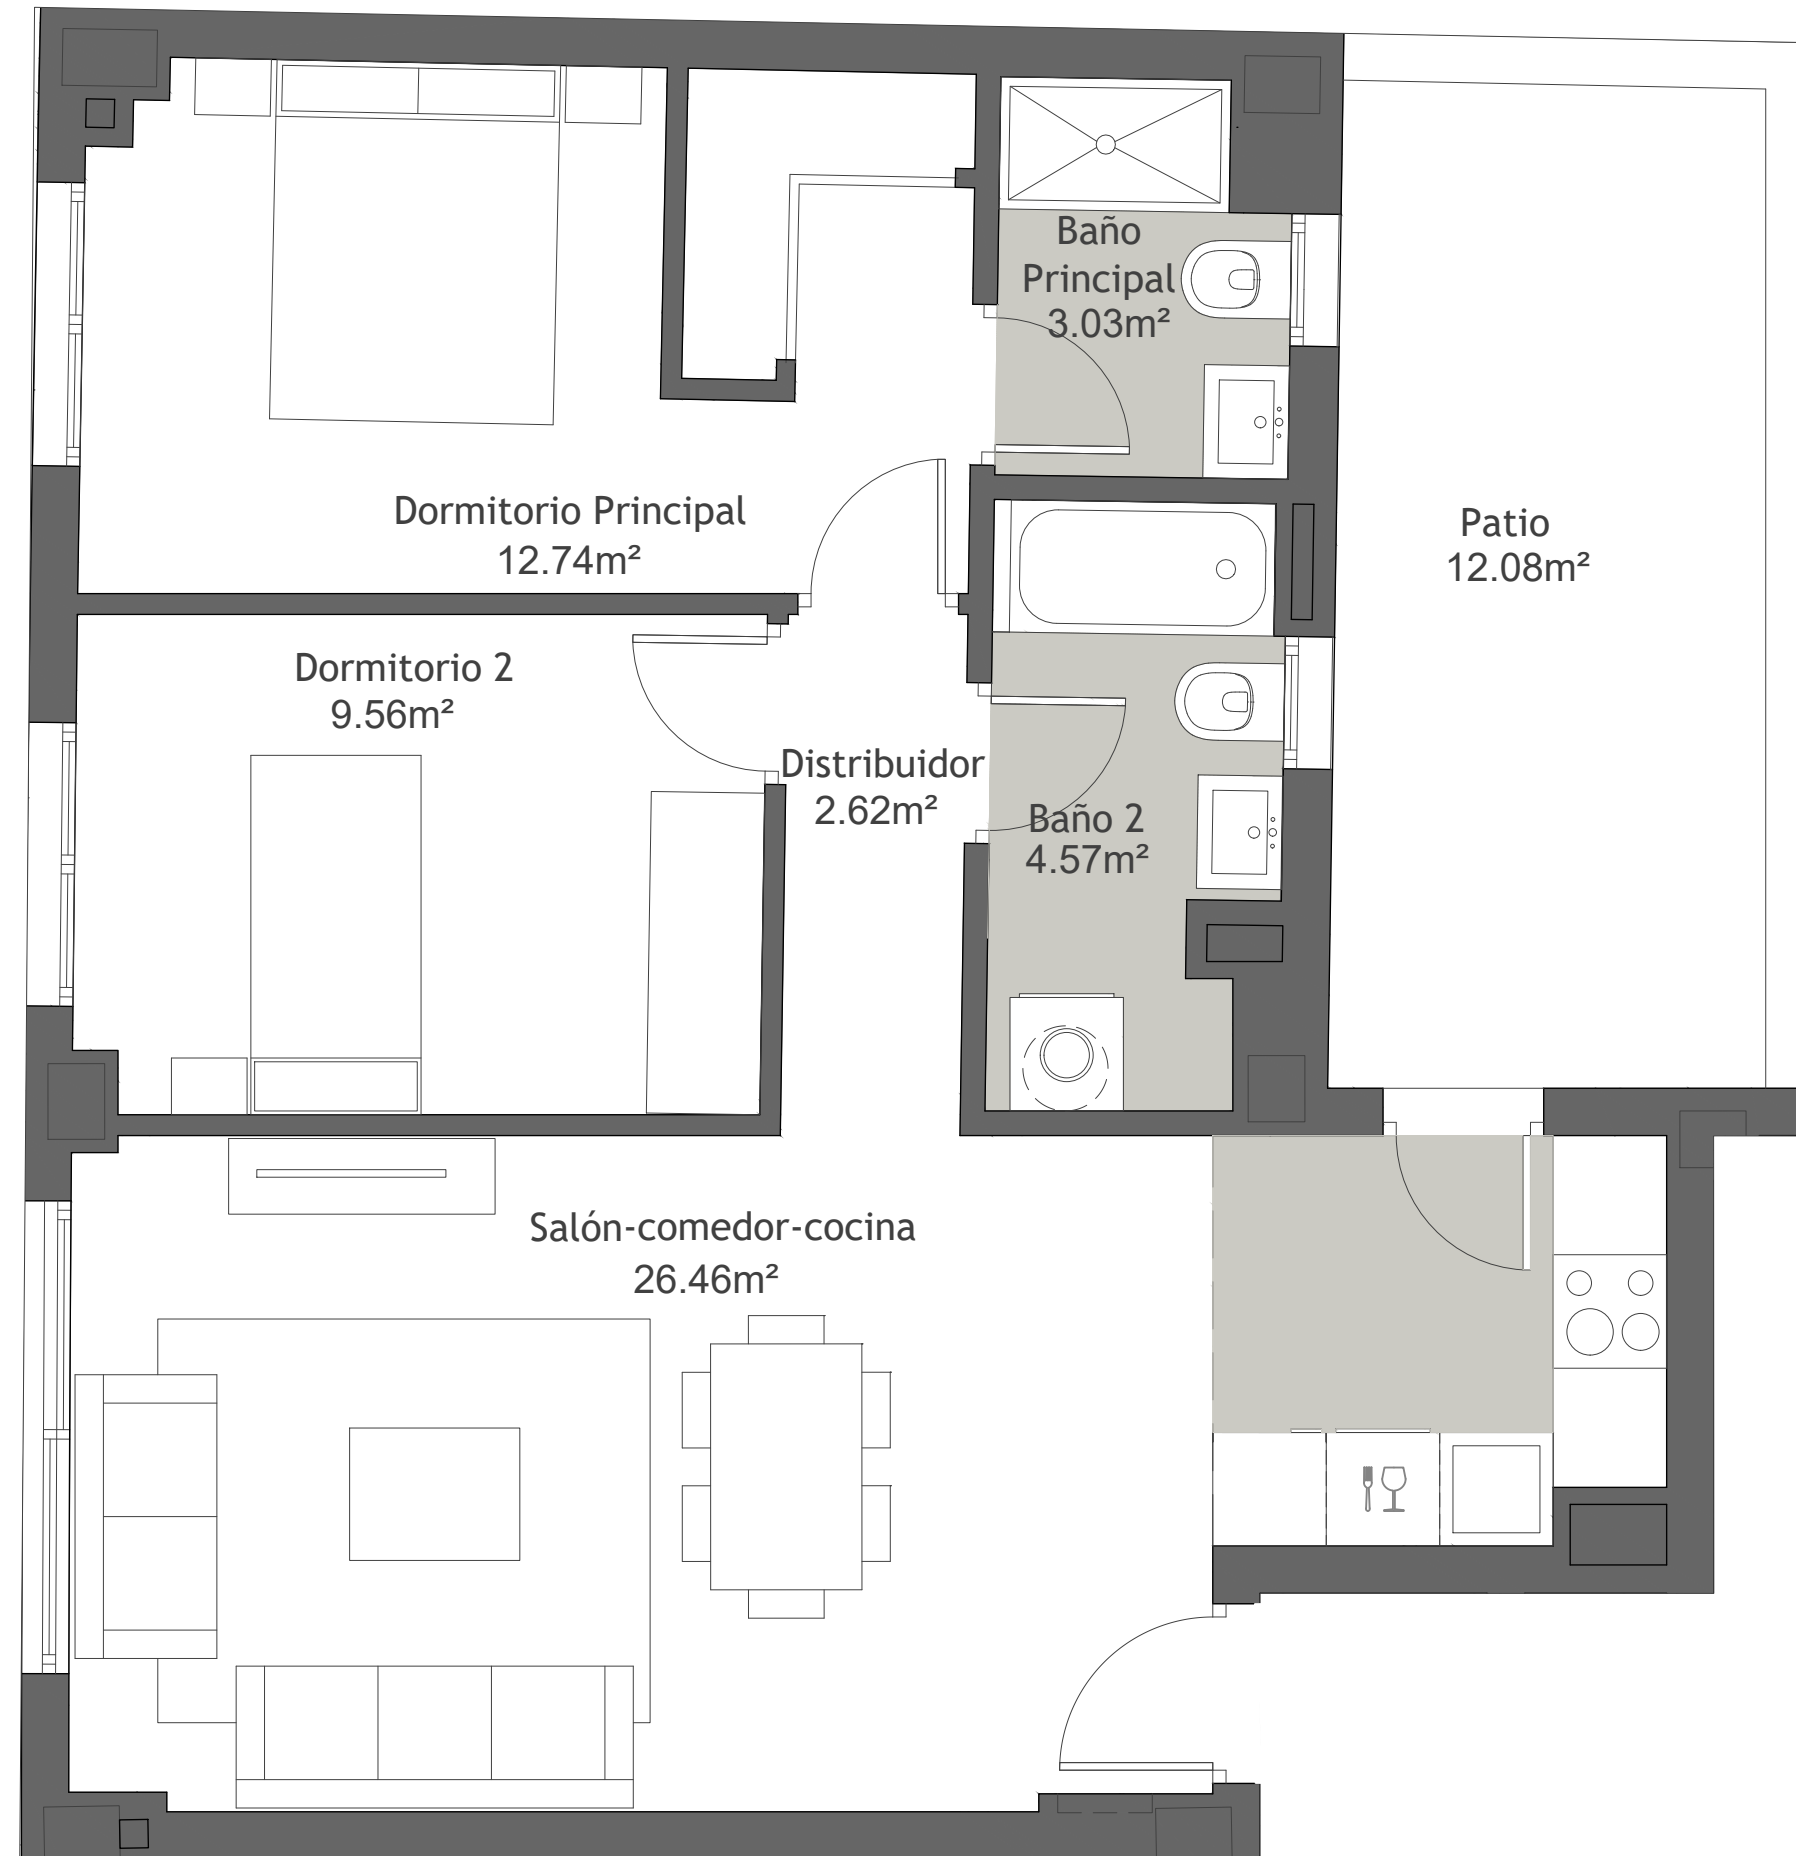 Baño
Principal
3.03m²
Dormitorio Principal
12.74m²
Patio
12.08m²
Dormitorio 2
9.56m²
Distribuidor
2.62m²
Baño 2
4.57m²
Salón-comedor-cocina
26.46m²